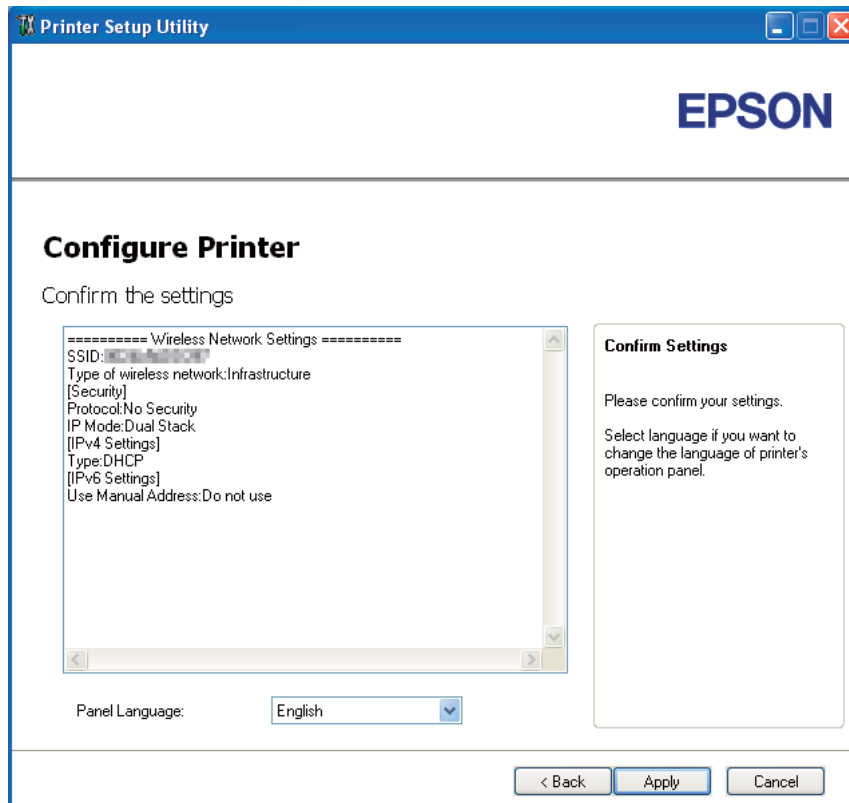 Printer Setup Utility
EPSON
Configure Printer
Confirm the settings
========== Wireless Network Settings ==========
SSID:
Type of wireless network:Infrastructure
[Security]
Protocol:No Security
IP Mode:Dual Stack
[IPv4 Settings]
Type:DHCP
[IPv6 Settings]
Use Manual Address:Do not use
Confirm Settings
Please confirm your settings.
Select language if you want to
change the language of printer's
operation panel.
Panel Language:
English
< Back
Apply
Cancel